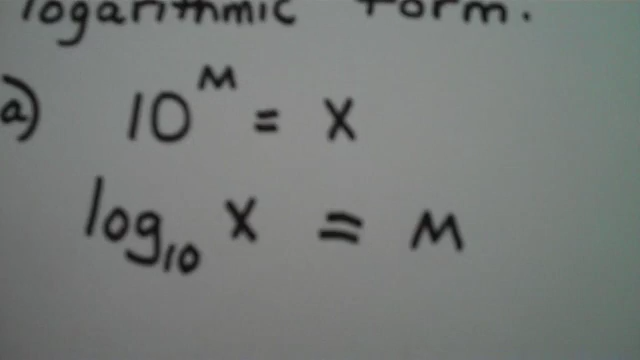 logarithmic form.
a) 10^M = X
log₁₀ X = M